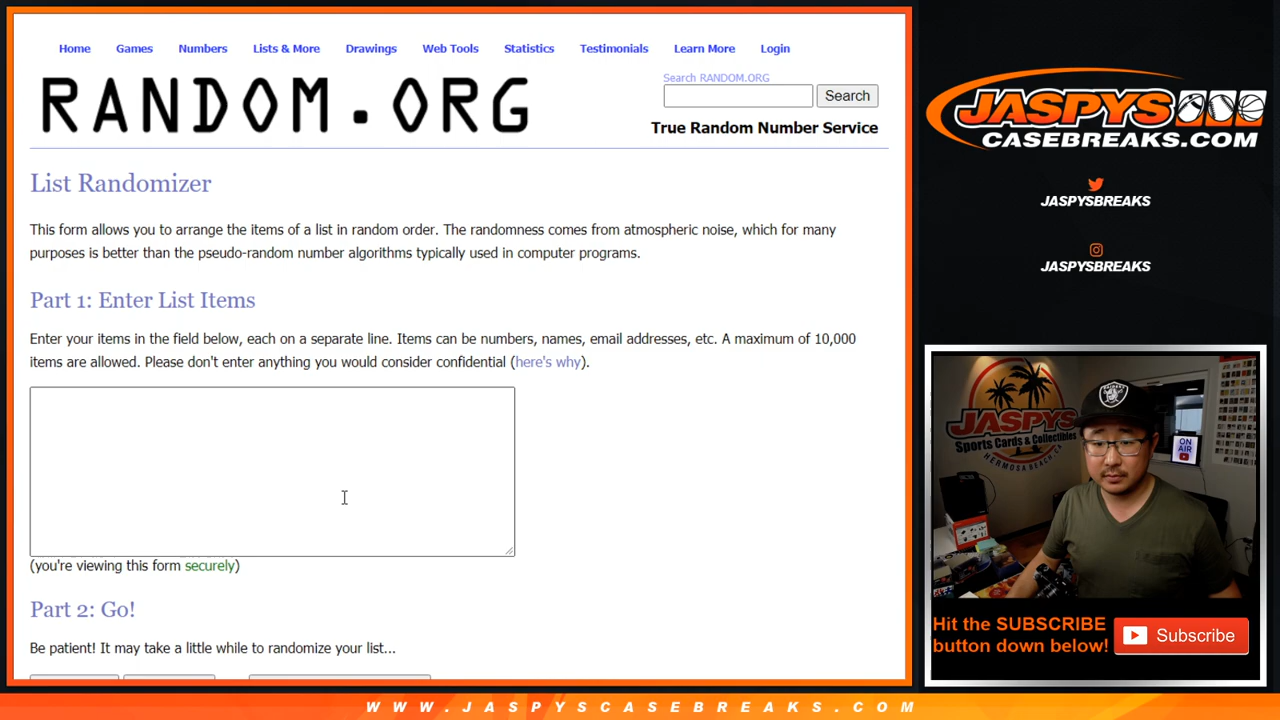 Home Games Numbers Lists & More Drawings Web Tools Statistics Testimonials Learn More Login
RANDOM.ORG
Search RANDOM.ORG
Search
True Random Number Service
List Randomizer
This form allows you to arrange the items of a list in random order. The randomness comes from atmospheric noise, which for many
purposes is better than the pseudo-random number algorithms typically used in computer programs.
Part 1: Enter List Items
Enter your items in the field below, each on a separate line. Items can be numbers, names, email addresses, etc. A maximum of 10,000
items are allowed. Please don't enter anything you would consider confidential (here's why).
(you're viewing this form securely)
Part 2: Go!
Be patient! It may take a little while to randomize your list...
JASPYS
CASEBREAKS.COM
JASPYSBREAKS
JASPYSBREAKS
RAIDERS
JASPYS
Sports Cards & Collectibles
HERMOSA BEACH, CA
ON
AIR
Hit the SUBSCRIBE
button down below!
Subscribe
WWW.JASPYSCASEBREAKS.COM